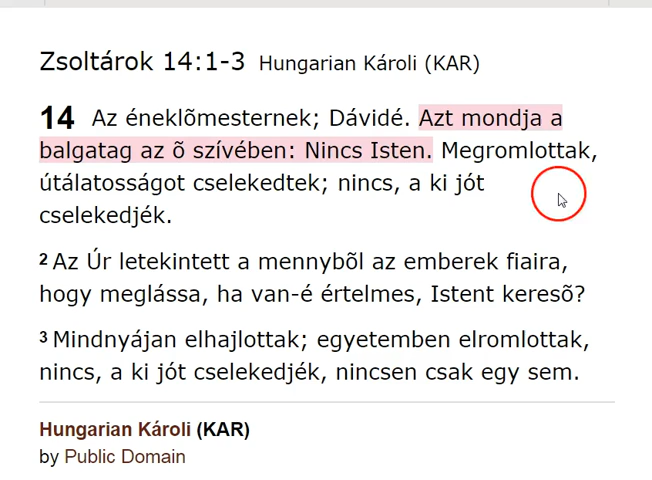 Zsoltárok 14:1-3 Hungarian Károli (KAR)
14 Az éneklõmesternek; Dávidé. Azt mondja a
balgatag az õ szívében: Nincs Isten. Megromlottak,
útálatosságot cselekedtek; nincs, a ki jót
cselekedjék.
2 Az Úr letekintett a mennybõl az emberek fiaira,
hogy meglássa, ha van-é értelmes, Istent keresõ?
3 Mindnyájan elhajlottak; egyetemben elromlottak,
nincs, a ki jót cselekedjék, nincsen csak egy sem.
Hungarian Károli (KAR)
by Public Domain